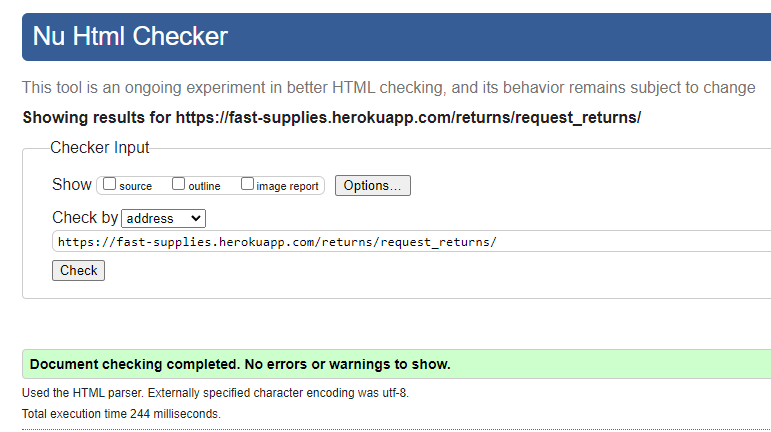 Nu Html Checker
This tool is an ongoing experiment in better HTML checking, and its behavior remains subject to change
Showing results for https://fast-supplies.herokuapp.com/returns/request_returns/
Checker Input
Show source outline image report Options...
Check by address
https://fast-supplies.herokuapp.com/returns/request_returns/
Check
Document checking completed. No errors or warnings to show.
Used the HTML parser. Externally specified character encoding was utf-8.
Total execution time 244 milliseconds.